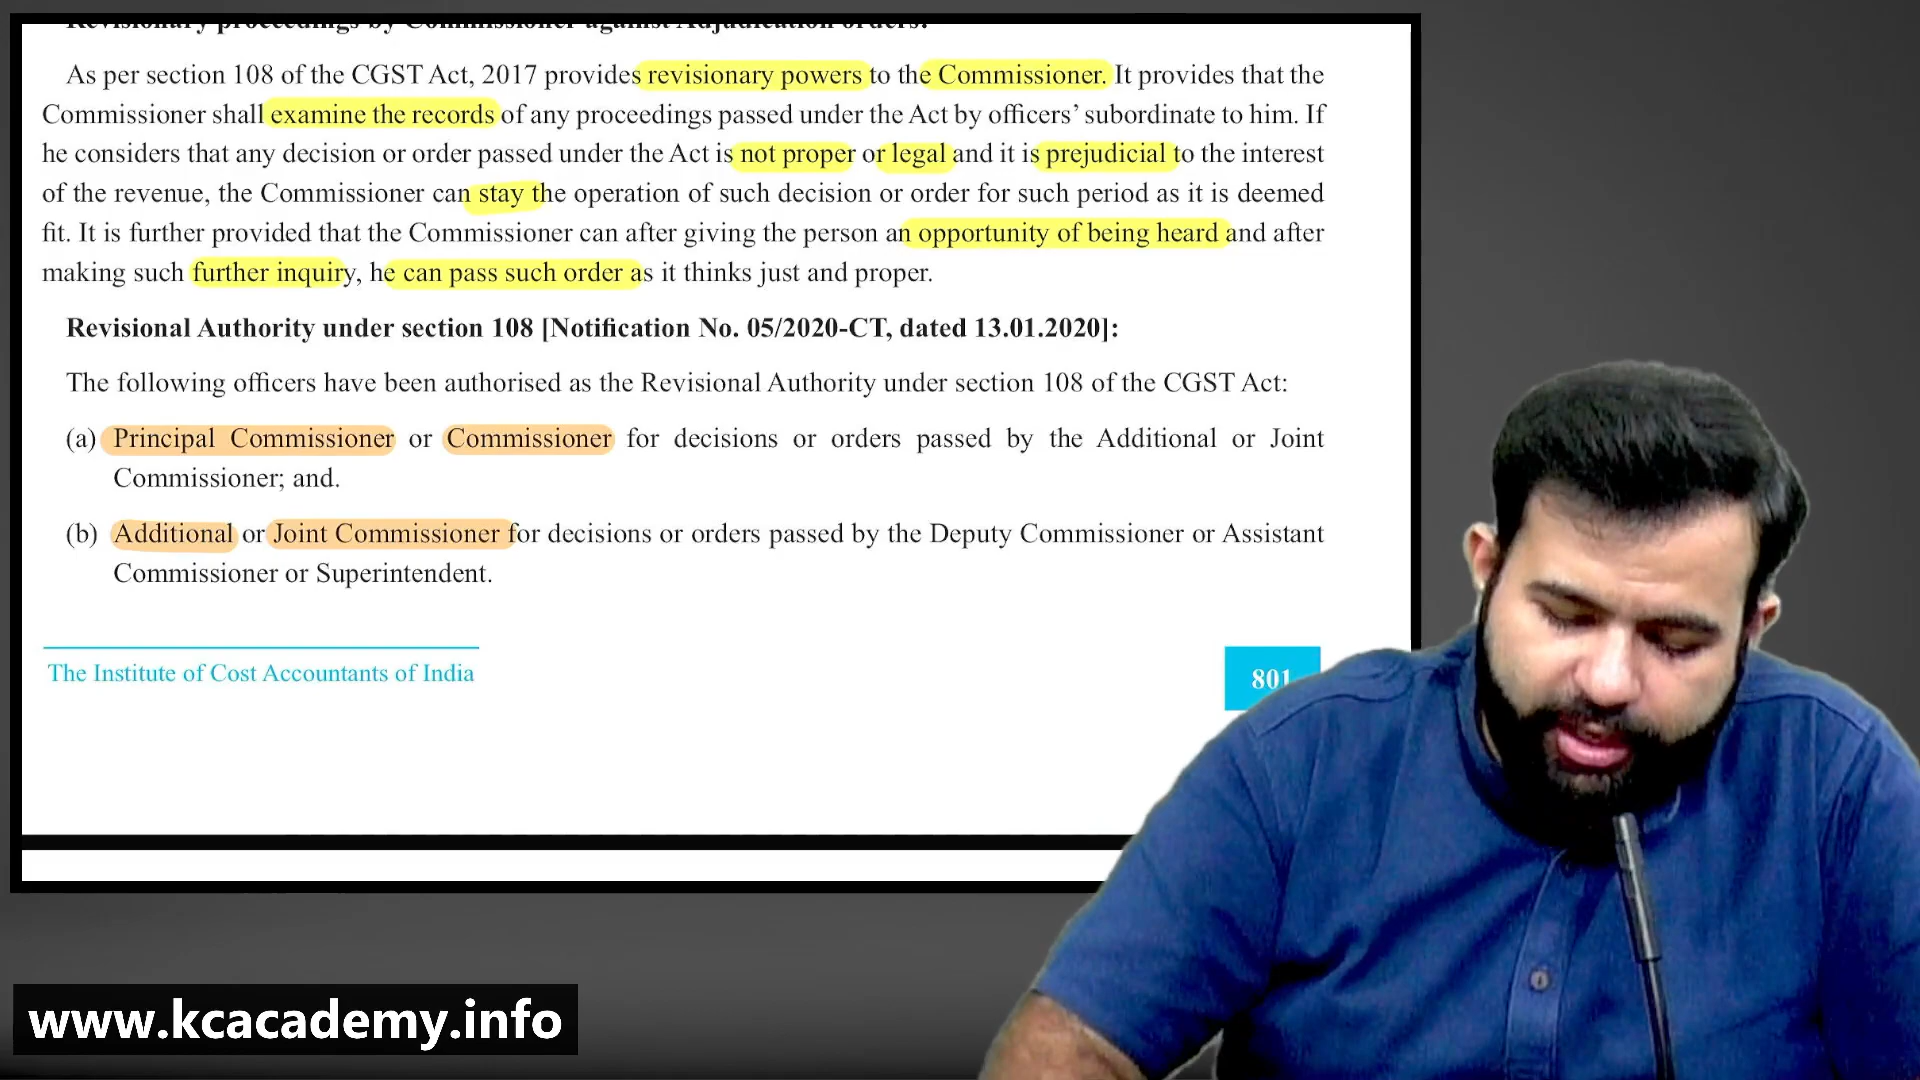 Revisionary proceedings by Commissioner against Adjudication orders:
As per section 108 of the CGST Act, 2017 provides revisionary powers to the Commissioner. It provides that the
Commissioner shall examine the records of any proceedings passed under the Act by officers’ subordinate to him. If
he considers that any decision or order passed under the Act is not proper or legal and it is prejudicial to the interest
of the revenue, the Commissioner can stay the operation of such decision or order for such period as it is deemed
fit. It is further provided that the Commissioner can after giving the person an opportunity of being heard and after
making such further inquiry, he can pass such order as it thinks just and proper.
Revisional Authority under section 108 [Notification No. 05/2020-CT, dated 13.01.2020]:
The following officers have been authorised as the Revisional Authority under section 108 of the CGST Act:
(a) Principal Commissioner or Commissioner for decisions or orders passed by the Additional or Joint
Commissioner; and.
(b) Additional or Joint Commissioner for decisions or orders passed by the Deputy Commissioner or Assistant
Commissioner or Superintendent.
The Institute of Cost Accountants of India
801
www.kcacademy.info